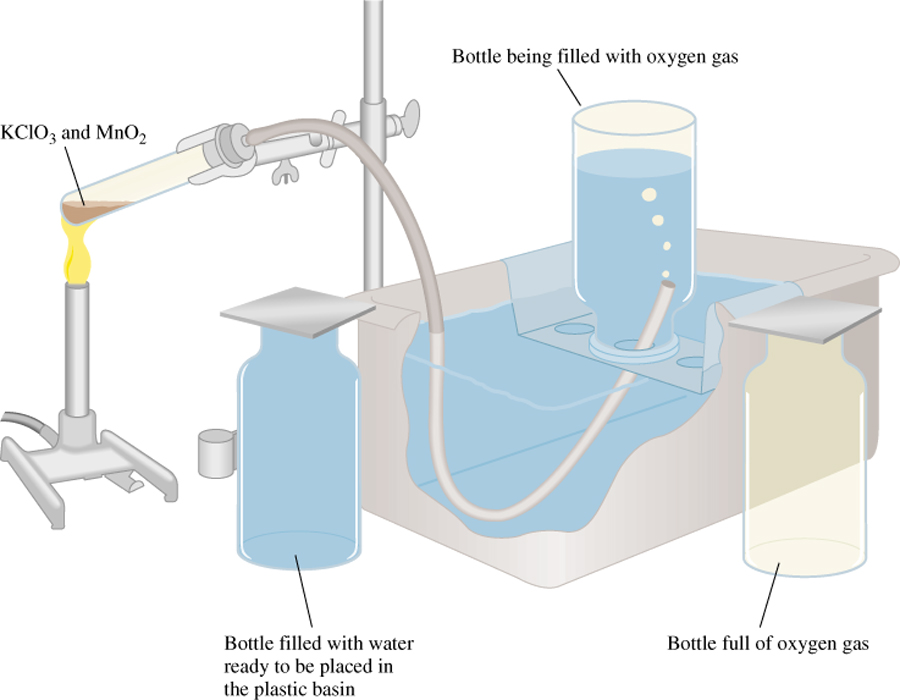 Bottle being filled with oxygen gas
KClO₃ and MnO₂
Bottle filled with water
ready to be placed in
the plastic basin
Bottle full of oxygen gas